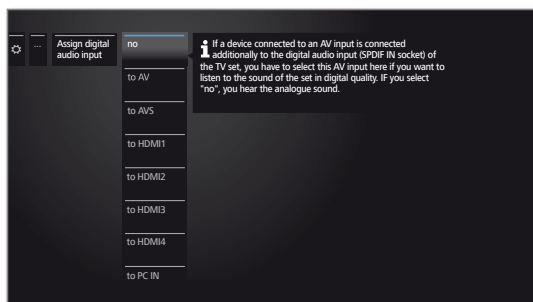 ... Assign digital
audio input
no
If a device connected to an AV input is connected
additionally to the digital audio input (SPDIF IN socket) of
the TV set, you have to select this AV input here if you want to
listen to the sound of the set in digital quality. IF you select
"no", you hear the analogue sound.
to AV
to AVS
to HDMI1
to HDMI2
to HDMI3
to HDMI4
to PC IN